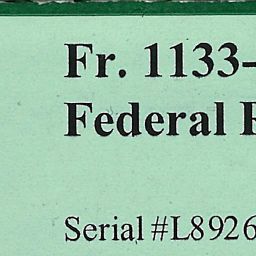 Fr. 1133-
Federal R
Serial #L8926